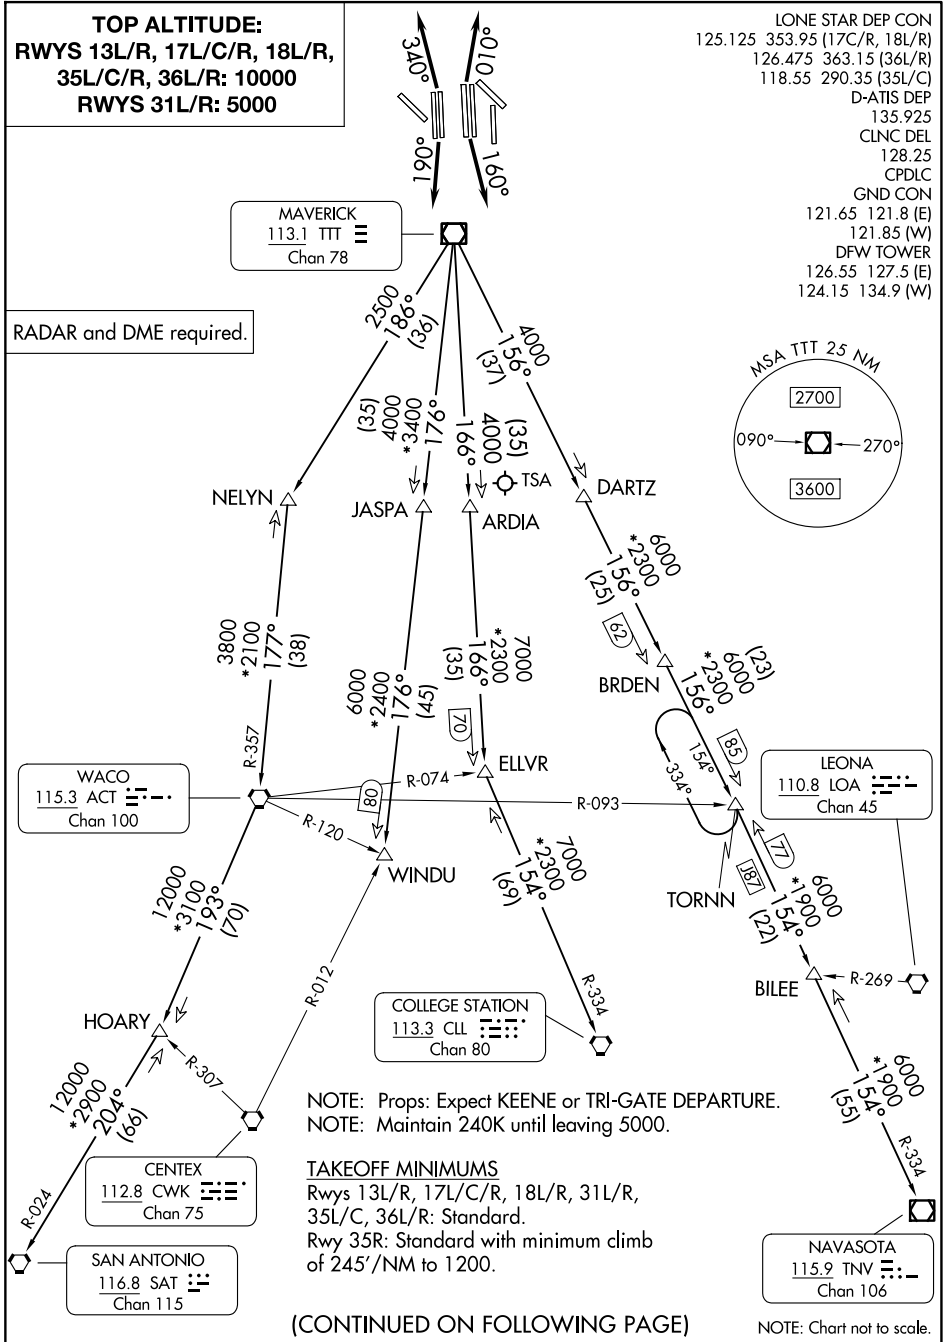 TOP ALTITUDE:
RWYS 13L/R, 17L/C/R, 18L/R,
35L/C/R, 36L/R: 10000
RWYS 31L/R: 5000
340°
010°
190°
160°
LONE STAR DEP CON
125.125 353.95 (17C/R, 18L/R)
126.475 363.15 (36L/R)
118.55 290.35 (35L/C)
D-ATIS DEP
135.925
CLNC DEL
128.25
CPDLC
GND CON
121.65 121.8 (E)
121.85 (W)
DFW TOWER
126.55 127.5 (E)
124.15 134.9 (W)
MAVERICK
113.1 TTT
Chan 78
RADAR and DME required.
2500
186°
(36)
(35)
4000
*3400
176°
(35)
4000
166°
4000
156°
(37)
MSA TTT 25 NM
2700
090°
270°
3600
NELYN
JASPA
ARDIA
TSA
DARTZ
3800
*2100
177°
(38)
6000
*2400
176°
(45)
7000
*2300
166°
(35)
6000
*2300
156°
(25)
62
BRDEN
(23)
6000
*2300
156°
R-357
70
85
154°
334°
WACO
115.3 ACT
Chan 100
R-074
ELLVR
80
R-093
R-120
WINDU
LEONA
110.8 LOA
Chan 45
77
TORNN
J87
6000
*1900
154°
(22)
12000
*3100
193°
(70)
7000
*2300
154°
(69)
R-012
R-334
BILEE
R-269
HOARY
R-307
COLLEGE STATION
113.3 CLL
Chan 80
12000
*2900
204°
(66)
R-024
6000
*1900
154°
(55)
R-334
NOTE: Props: Expect KEENE or TRI-GATE DEPARTURE.
NOTE: Maintain 240K until leaving 5000.
CENTEX
112.8 CWK
Chan 75
TAKEOFF MINIMUMS
Rwys 13L/R, 17L/C/R, 18L/R, 31L/R,
35L/C, 36L/R: Standard.
Rwy 35R: Standard with minimum climb
of 245'/NM to 1200.
SAN ANTONIO
116.8 SAT
Chan 115
NAVASOTA
115.9 TNV
Chan 106
(CONTINUED ON FOLLOWING PAGE)
NOTE: Chart not to scale.